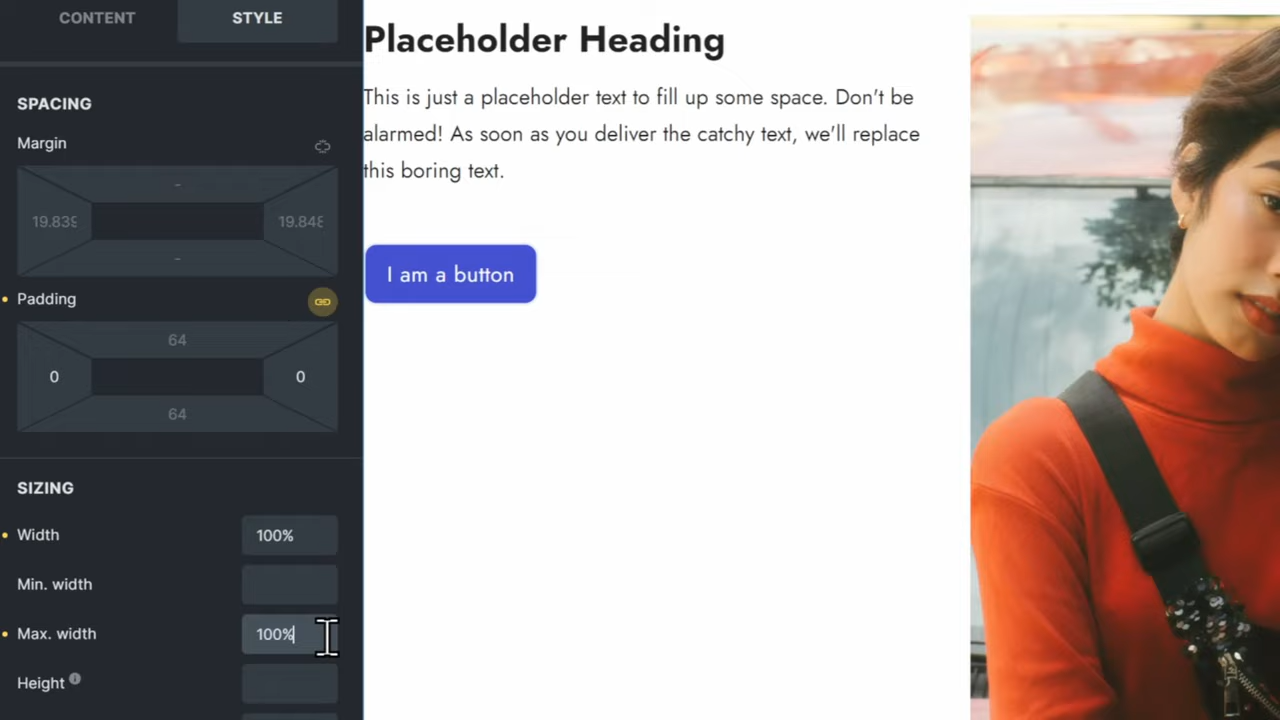 CONTENT
STYLE
SPACING
Margin
-
19.839
19.848
-
Padding
64
0
0
64
SIZING
Width
100%
Min. width
Max. width
100%
Height
Placeholder Heading
This is just a placeholder text to fill up some space. Don't be
alarmed! As soon as you deliver the catchy text, we'll replace
this boring text.
I am a button